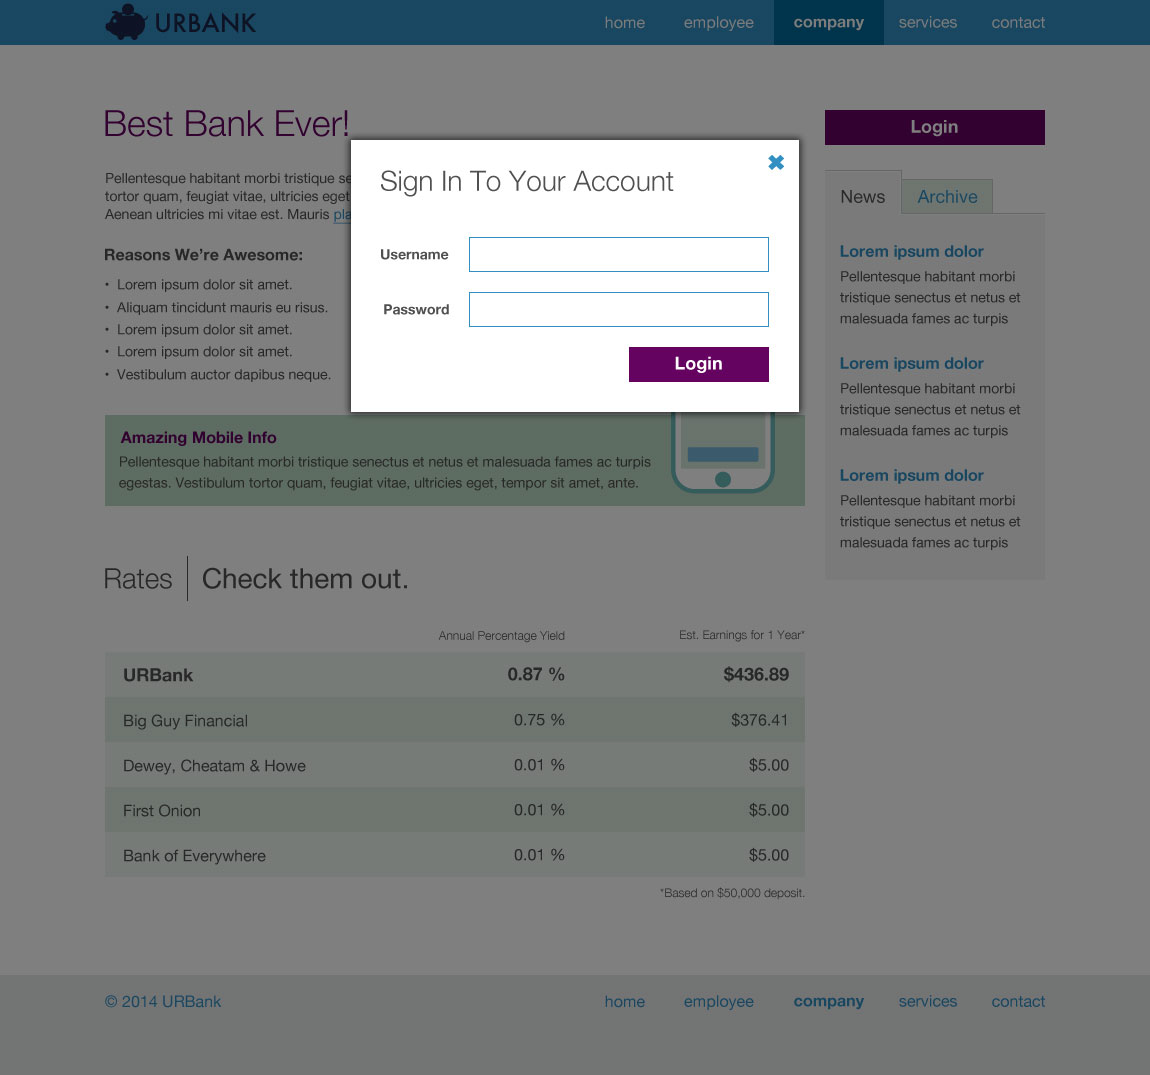 URBANK
home employee company services contact
Best Bank Ever!
Pellentesque habitant morbi tristique se
tortor quam, feugiat vitae, ultricies eget
Aenean ultricies mi vitae est. Mauris pla
Reasons We're Awesome:
• Lorem ipsum dolor sit amet.
• Aliquam tincidunt mauris eu risus.
• Lorem ipsum dolor sit amet.
• Lorem ipsum dolor sit amet.
• Vestibulum auctor dapibus neque.
Sign In To Your Account
Username
Password
Login
Login
News Archive
Lorem ipsum dolor
Pellentesque habitant morbi
tristique senectus et netus et
malesuada fames ac turpis
Lorem ipsum dolor
Pellentesque habitant morbi
tristique senectus et netus et
malesuada fames ac turpis
Lorem ipsum dolor
Pellentesque habitant morbi
tristique senectus et netus et
malesuada fames ac turpis
Amazing Mobile Info
Pellentesque habitant morbi tristique senectus et netus et malesuada fames ac turpis
egestas. Vestibulum tortor quam, feugiat vitae, ultricies eget, tempor sit amet, ante.
Rates Check them out.
Annual Percentage Yield Est. Earnings for 1 Year*
URBank 0.87 % $436.89
Big Guy Financial 0.75 % $376.41
Dewey, Cheatam & Howe 0.01 % $5.00
First Onion 0.01 % $5.00
Bank of Everywhere 0.01 % $5.00
*Based on $50,000 deposit.
© 2014 URBank home employee company services contact